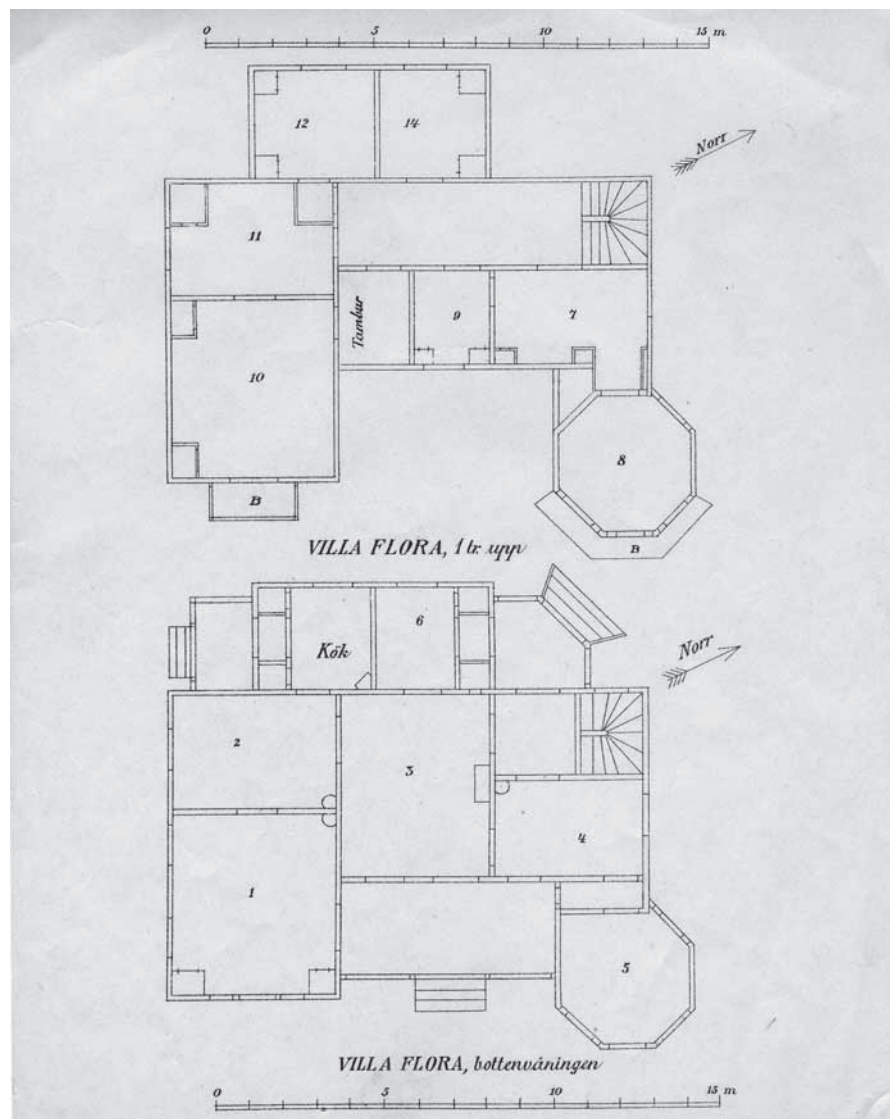 0 5 10 15 m
12 14
Norr
11
Tambur 9 7
10
8
B
VILLA FLORA, 1 tr. upp
B
6
Kök
Norr
2
3
4
1
5
VILLA FLORA, bottenvåningen
0 5 10 15 m